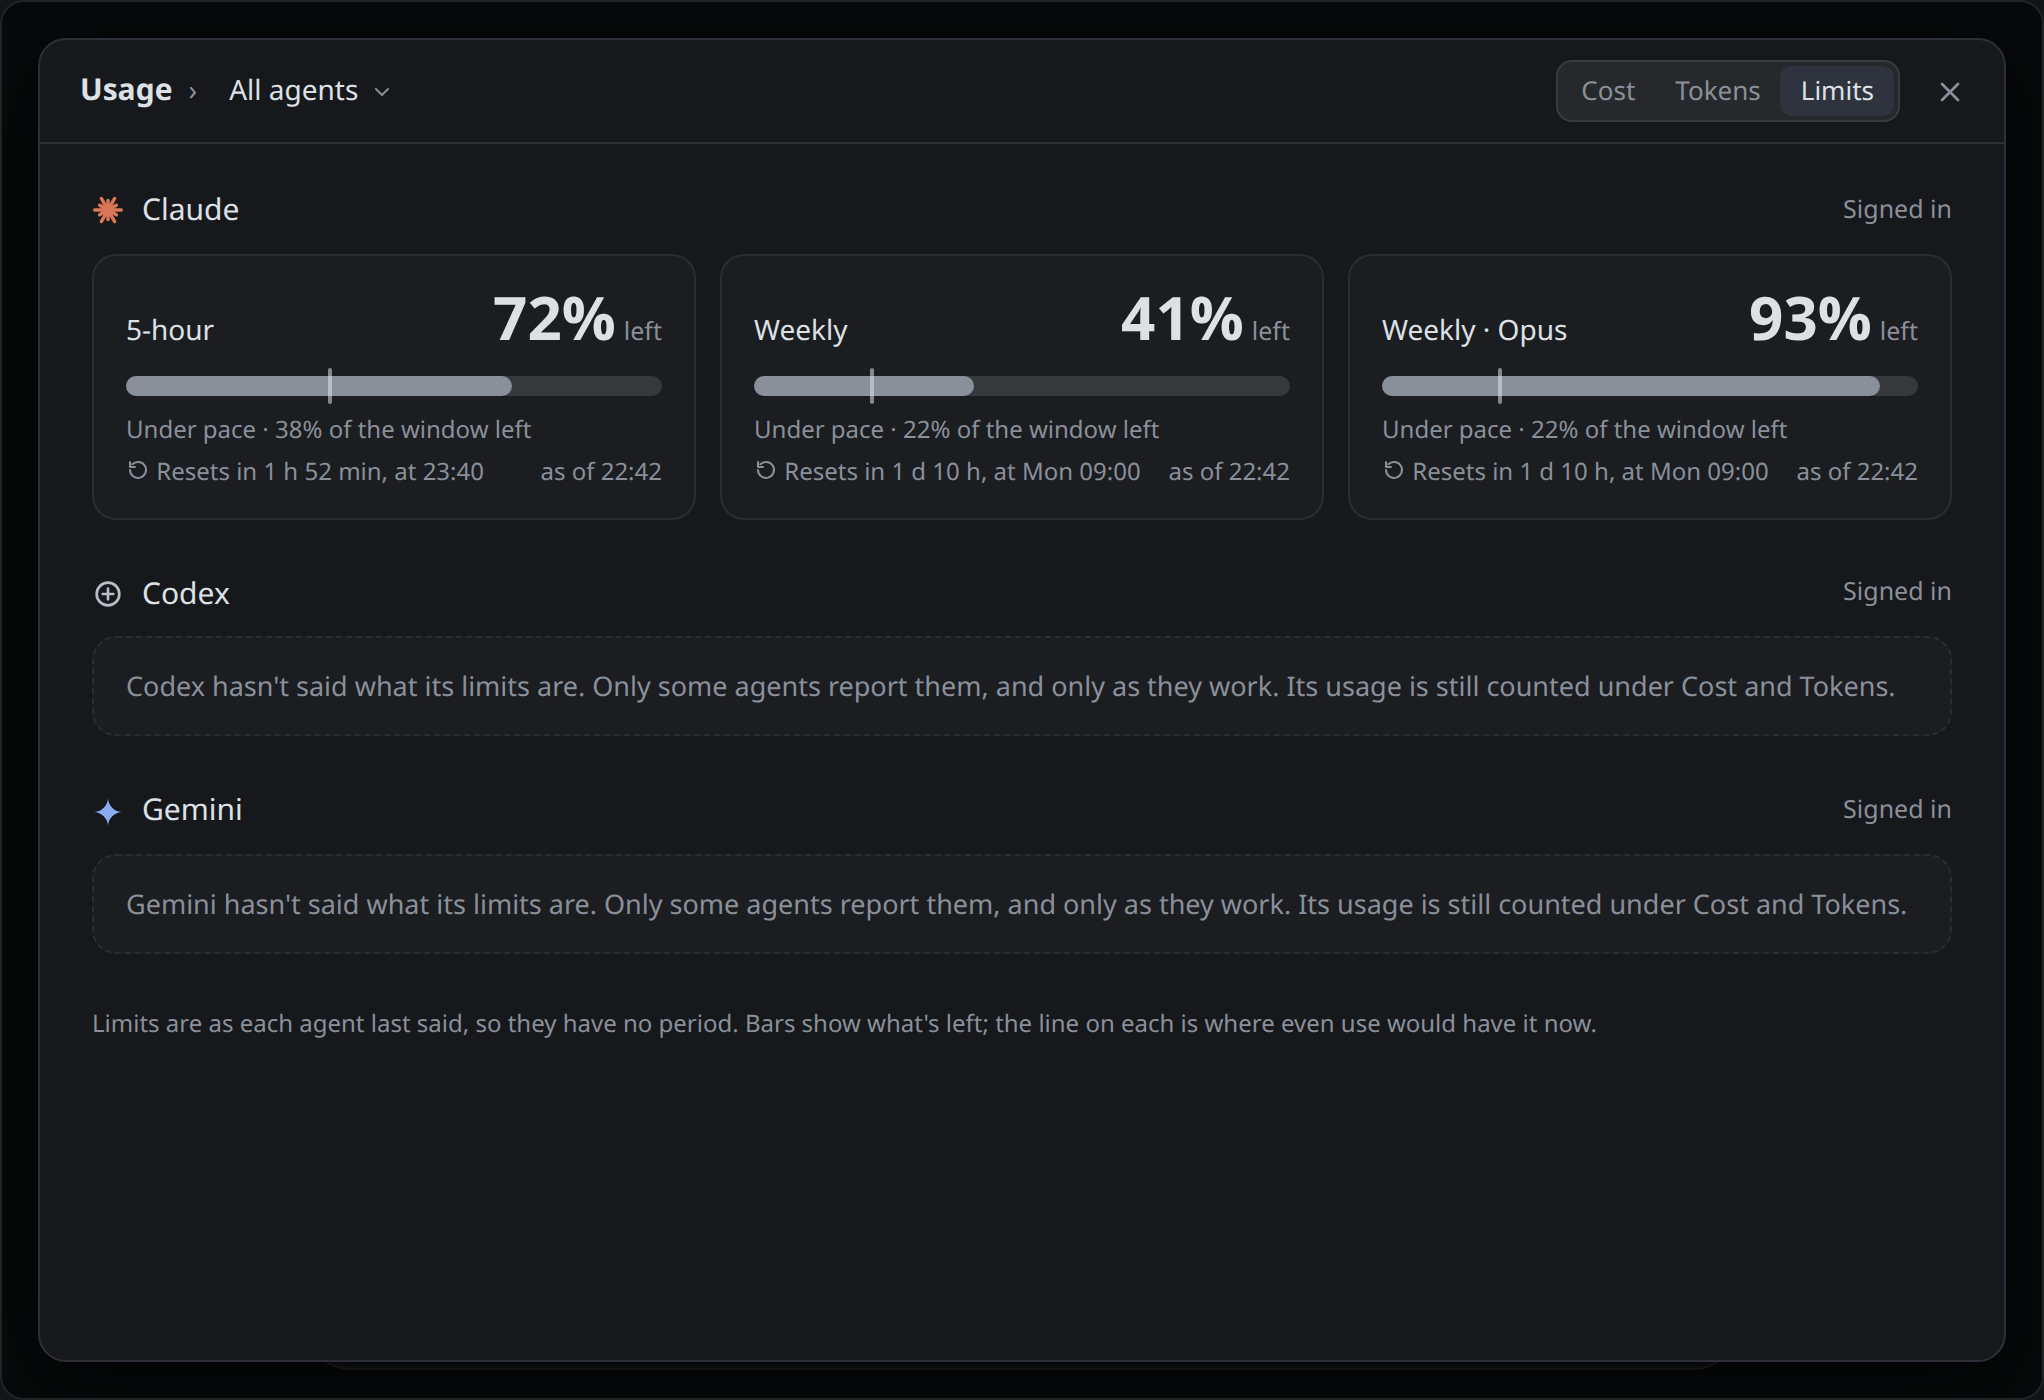 Usage › All agents
Cost Tokens Limits
Claude
Signed in
5-hour
72% left
Under pace · 38% of the window left
Resets in 1 h 52 min, at 23:40
as of 22:42
Weekly
41% left
Under pace · 22% of the window left
Resets in 1 d 10 h, at Mon 09:00
as of 22:42
Weekly · Opus
93% left
Under pace · 22% of the window left
Resets in 1 d 10 h, at Mon 09:00
as of 22:42
Codex
Signed in
Codex hasn't said what its limits are. Only some agents report them, and only as they work. Its usage is still counted under Cost and Tokens.
Gemini
Signed in
Gemini hasn't said what its limits are. Only some agents report them, and only as they work. Its usage is still counted under Cost and Tokens.
Limits are as each agent last said, so they have no period. Bars show what's left; the line on each is where even use would have it now.